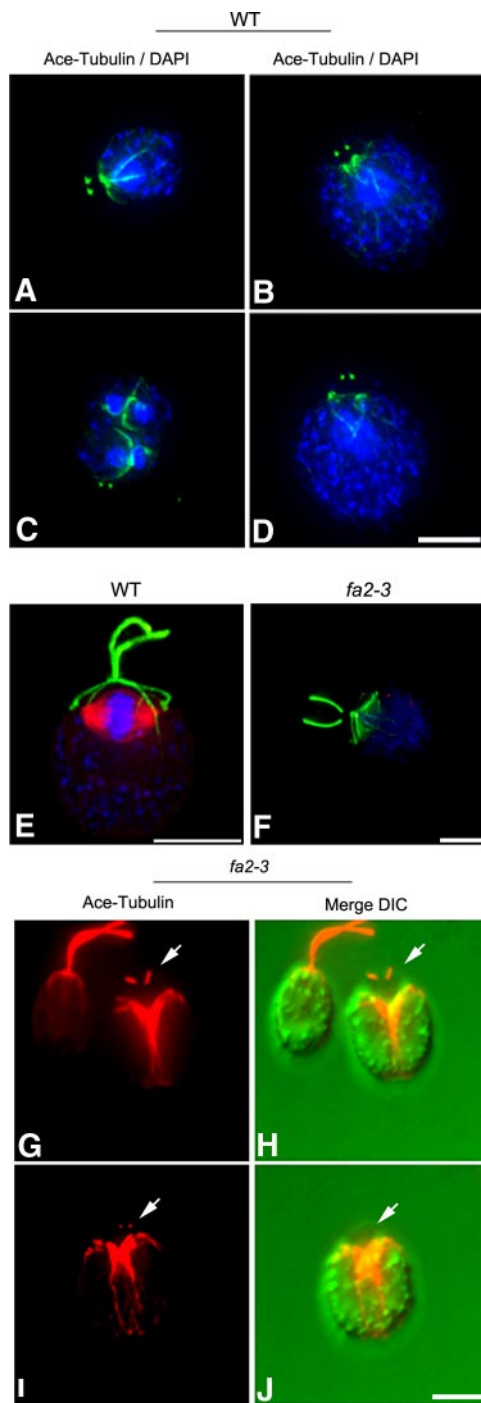 WT
Ace-Tubulin / DAPI Ace-Tubulin / DAPI
A B
C D
WT fa2-3
E F
fa2-3
Ace-Tubulin Merge DIC
G H
I J